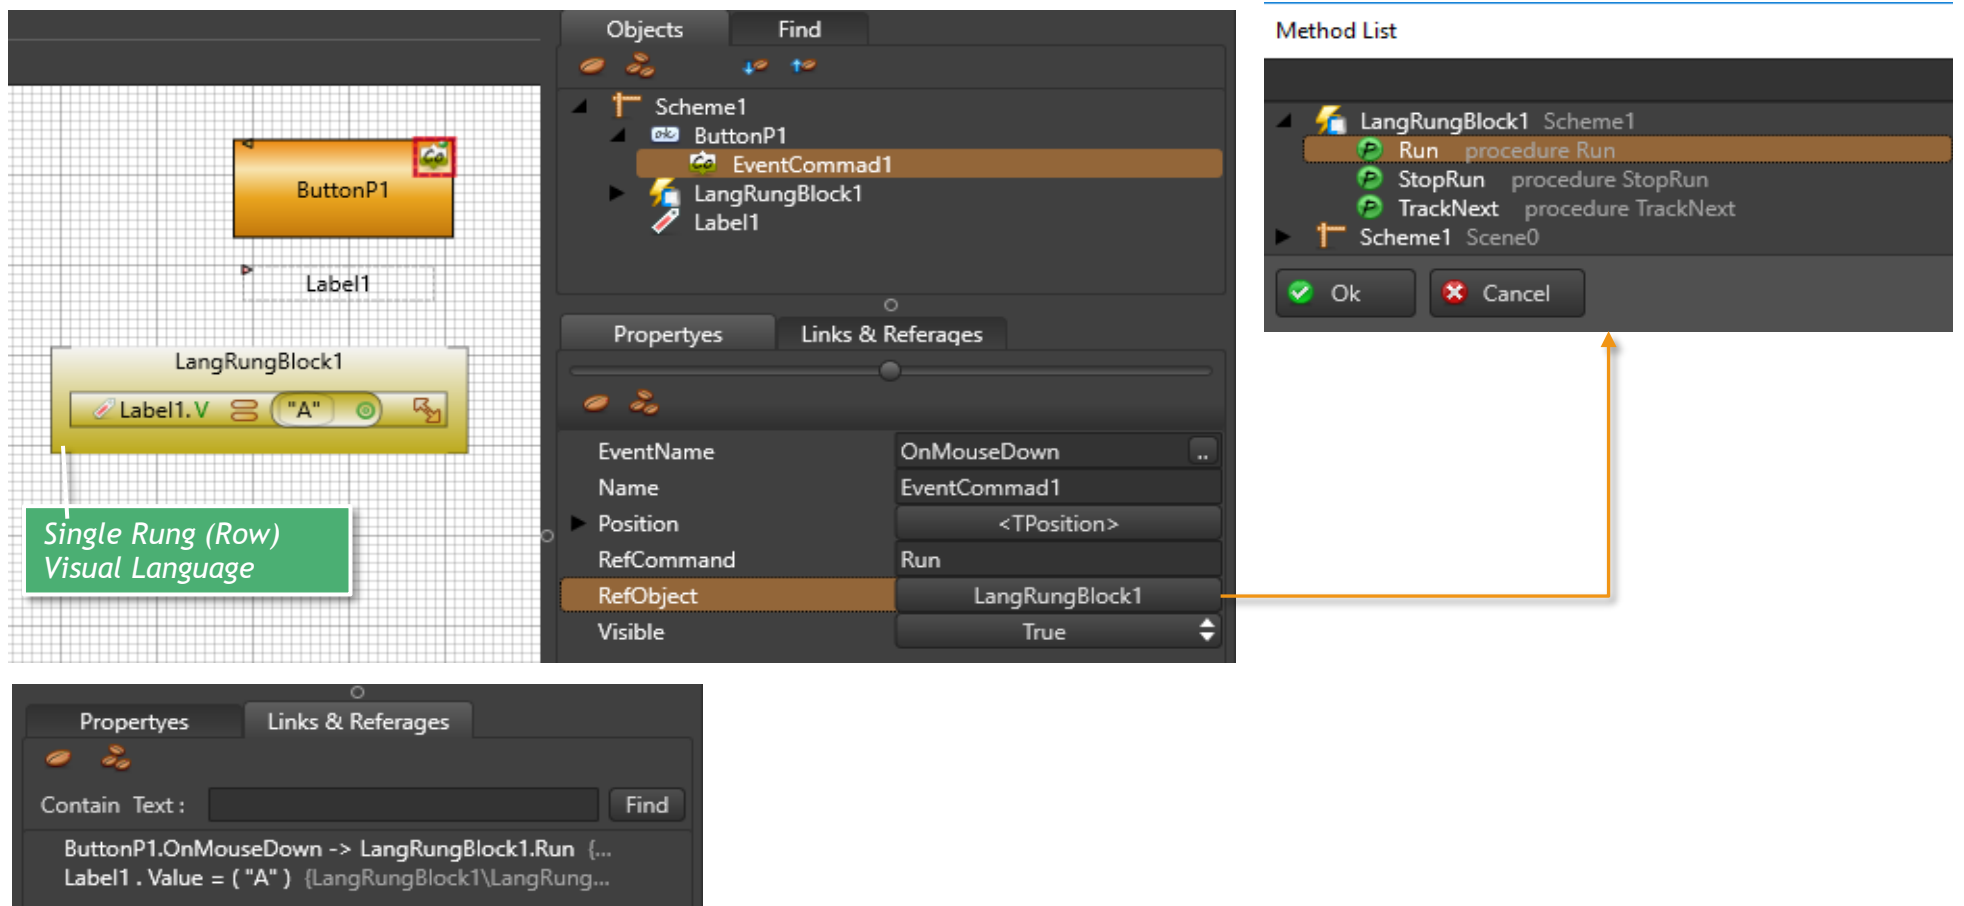 ButtonP1
Label1
LangRungBlock1
Label1.V "A"
Single Rung (Row)
Visual Language
Objects Find
Scheme1
ButtonP1
EventCommad1
LangRungBlock1
Label1
Propertyes Links & Referages
EventName OnMouseDown ..
Name EventCommad1
Position <TPosition>
RefCommand Run
RefObject LangRungBlock1
Visible True
Method List
LangRungBlock1 Scheme1
Run procedure Run
StopRun procedure StopRun
TrackNext procedure TrackNext
Scheme1 Scene0
Ok Cancel
Propertyes Links & Referages
Contain Text : Find
ButtonP1.OnMouseDown -> LangRungBlock1.Run {...
Label1 . Value = ( "A" ) {LangRungBlock1\LangRung...